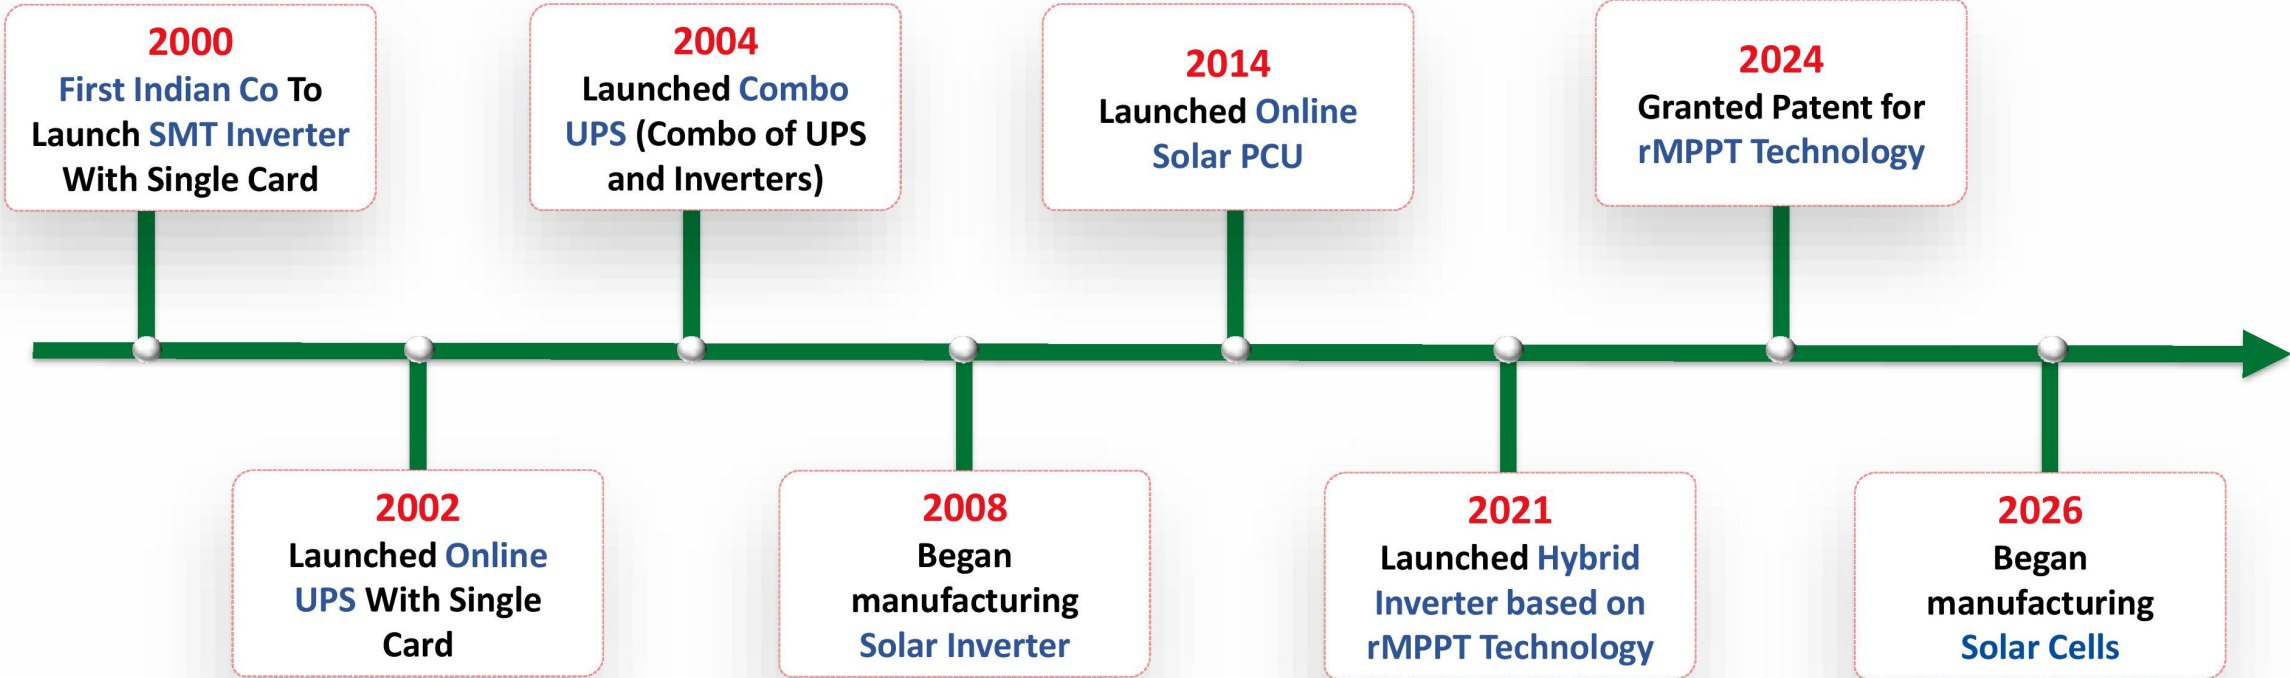 2000
First Indian Co To
Launch SMT Inverter
With Single Card
2002
Launched Online
UPS With Single
Card
2004
Launched Combo
UPS (Combo of UPS
and Inverters)
2008
Began
manufacturing
Solar Inverter
2014
Launched Online
Solar PCU
2021
Launched Hybrid
Inverter based on
rMPPT Technology
2024
Granted Patent for
rMPPT Technology
2026
Began
manufacturing
Solar Cells